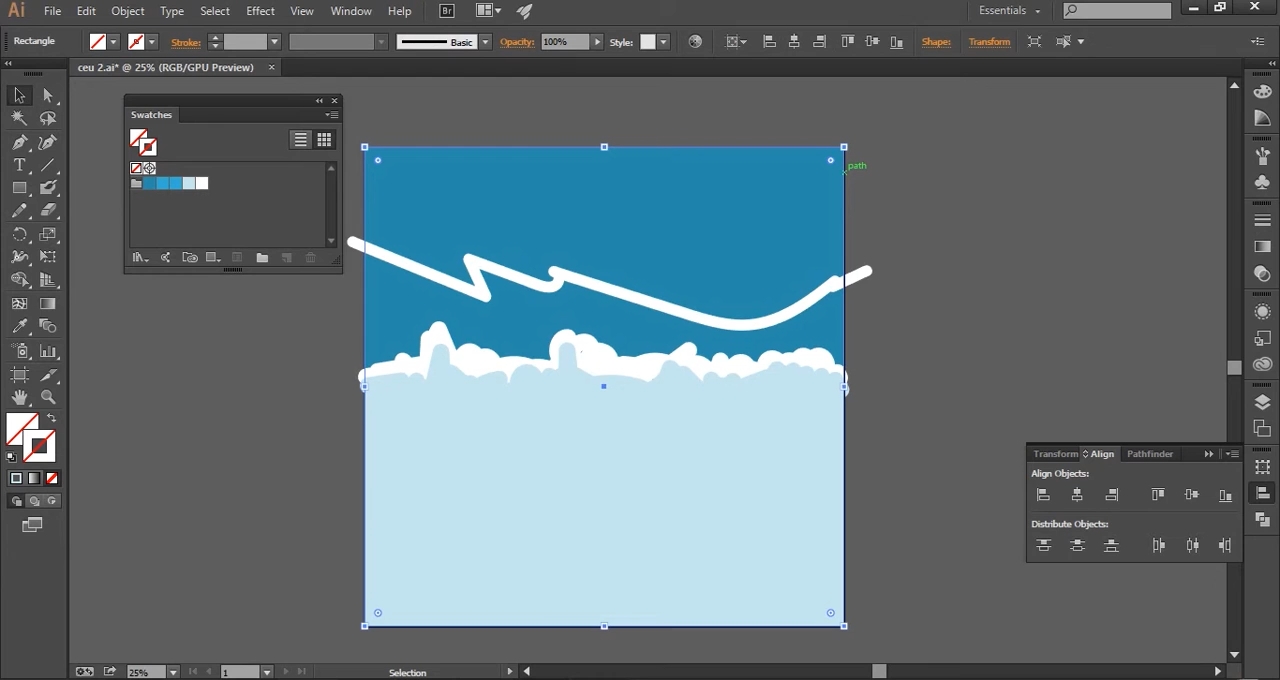 Ai File Edit Object Type Select Effect View Window Help Br Essentials
Rectangle Stroke: Basic Opacity: 100% Style: Shape: Transform
ceu 2.ai* @ 25% (RGB/GPU Preview)
Swatches
path
Transform Align Pathfinder
Align Objects:
Distribute Objects:
25% 1 Selection